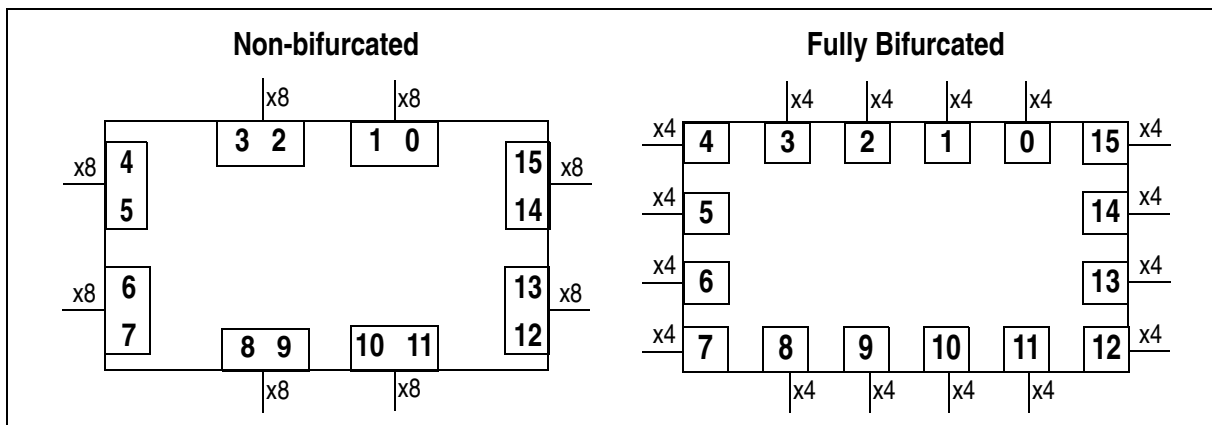 Non-bifurcated
x8 x8
3 2 1 0
x8 4 15 x8
5 14
6 13
x8 x8
7 12
8 9 10 11
x8 x8
Fully Bifurcated
x4 x4 x4 x4
x4 4 3 2 1 0 15 x4
x4 5 14 x4
x4 6 13 x4
x4 7 8 9 10 11 12 x4
x4 x4 x4 x4